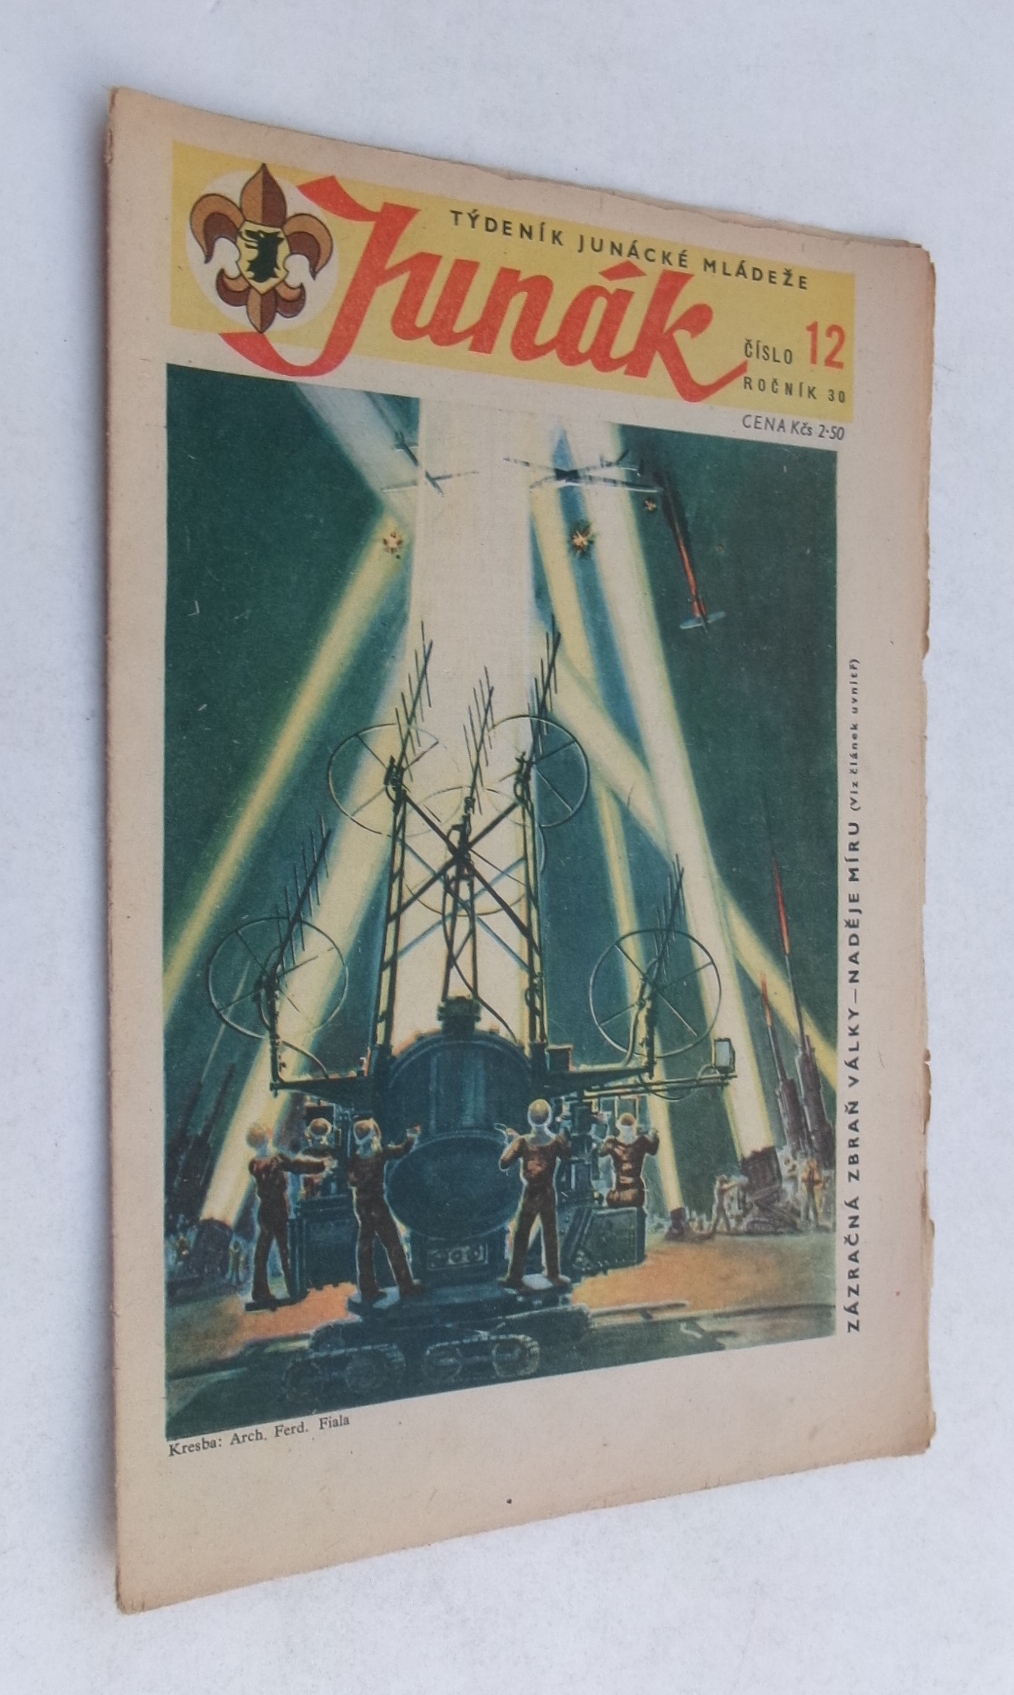 TÝDENÍK JUNÁCKÉ MLÁDEŽE
Junák
ČÍSLO 12
ROČNÍK 30
CENA Kčs 2·50
ZÁZRAČNÁ ZBRAŇ VÁLKY—NADĚJE MÍRU (Viz článek uvnitř)
Kresba: Arch. Ferd. Fiala